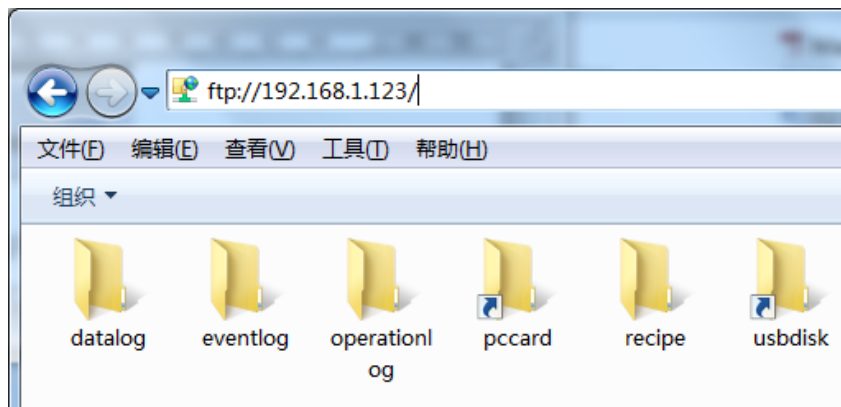 ftp://192.168.1.123/
文件(F) 编辑(E) 查看(V) 工具(T) 帮助(H)
组织
datalog eventlog operationl pccard recipe usbdisk
og